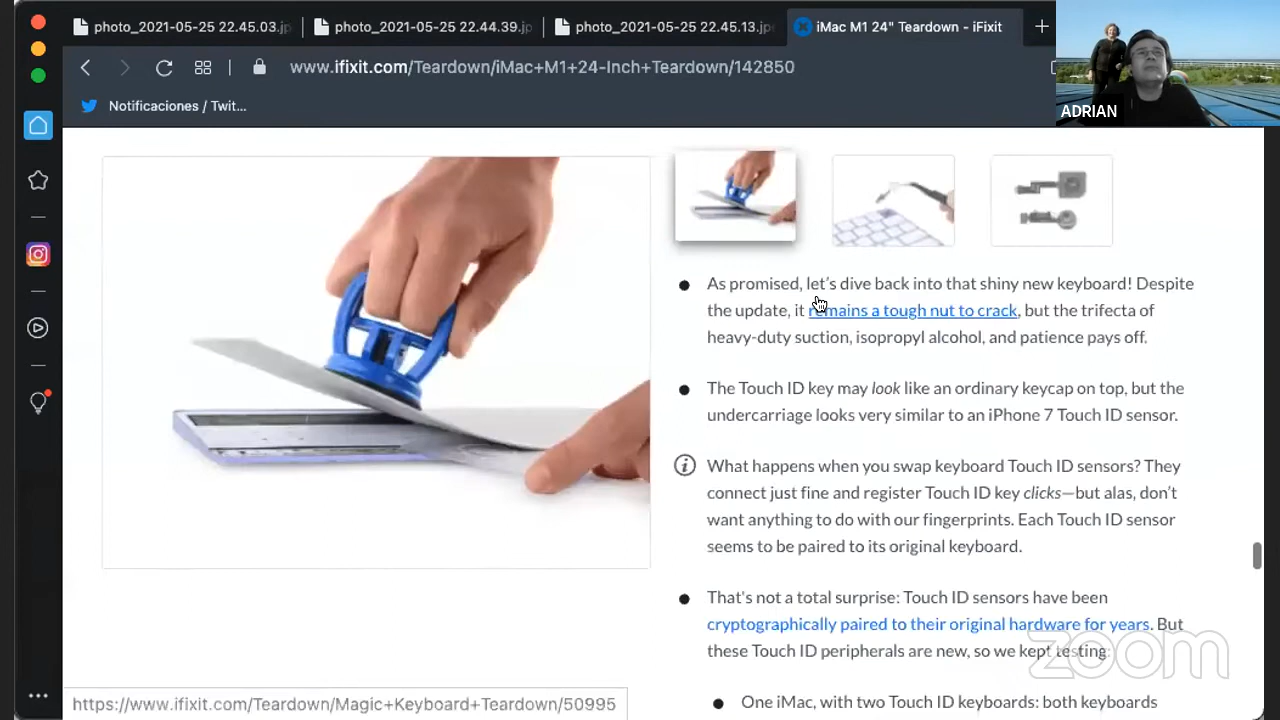 photo_2021-05-25 22.45.03.jp
photo_2021-05-25 22.44.39.jp
photo_2021-05-25 22.45.13.jpe
iMac M1 24" Teardown - iFixit
www.ifixit.com/Teardown/iMac+M1+24-Inch+Teardown/142850
Notificaciones / Twit...
ADRIAN
As promised, let's dive back into that shiny new keyboard! Despite
the update, it remains a tough nut to crack, but the trifecta of
heavy-duty suction, isopropyl alcohol, and patience pays off.
The Touch ID key may look like an ordinary keycap on top, but the
undercarriage looks very similar to an iPhone 7 Touch ID sensor.
What happens when you swap keyboard Touch ID sensors? They
connect just fine and register Touch ID key clicks—but alas, don't
want anything to do with our fingerprints. Each Touch ID sensor
seems to be paired to its original keyboard.
That's not a total surprise: Touch ID sensors have been
cryptographically paired to their original hardware for years. But
these Touch ID peripherals are new, so we kept testing:
zoom
One iMac, with two Touch ID keyboards: both keyboards
https://www.ifixit.com/Teardown/Magic+Keyboard+Teardown/50995